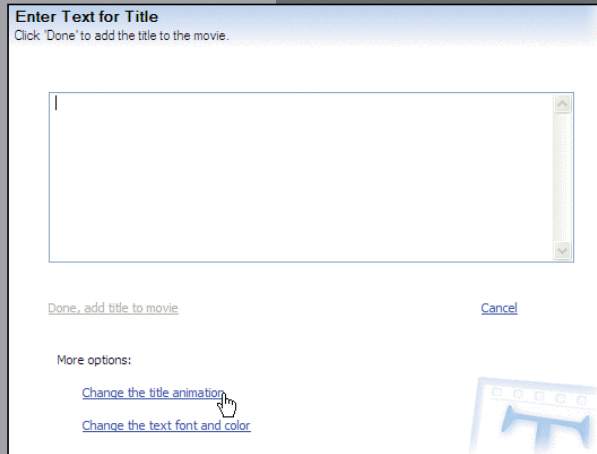 Enter Text for Title
Click 'Done' to add the title to the movie.
Done, add title to movie
Cancel
More options:
Change the title animation
Change the text font and color